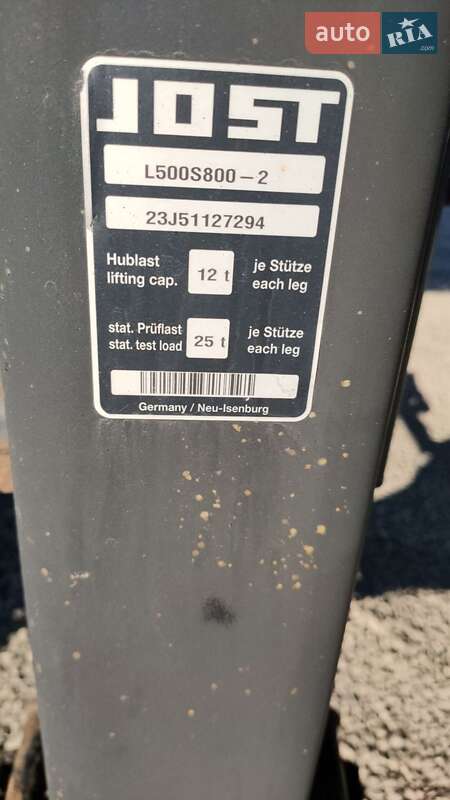 auto RIA .com
JOST
L500S800-2
23J51127294
Hublast
lifting cap.
12 t
je Stütze
each leg
stat. Prüflast
stat. test load
25 t
je Stütze
each leg
Germany / Neu-Isenburg